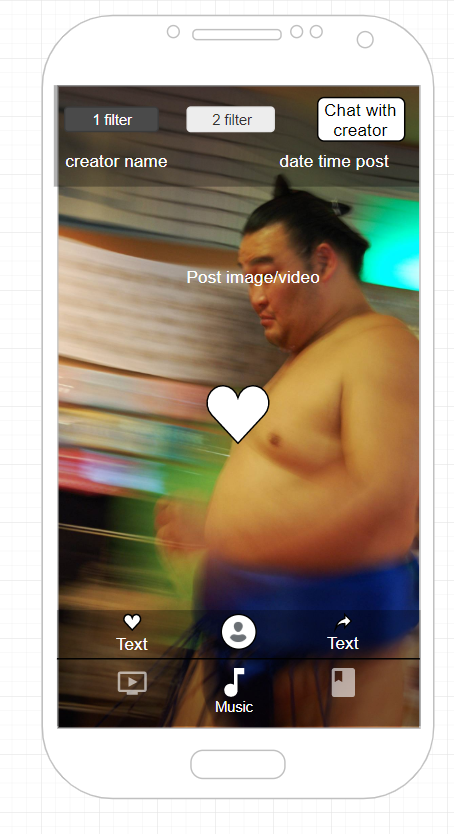 1 filter
2 filter
Chat with
creator
creator name
date time post
Post image/video
Text
Text
Music